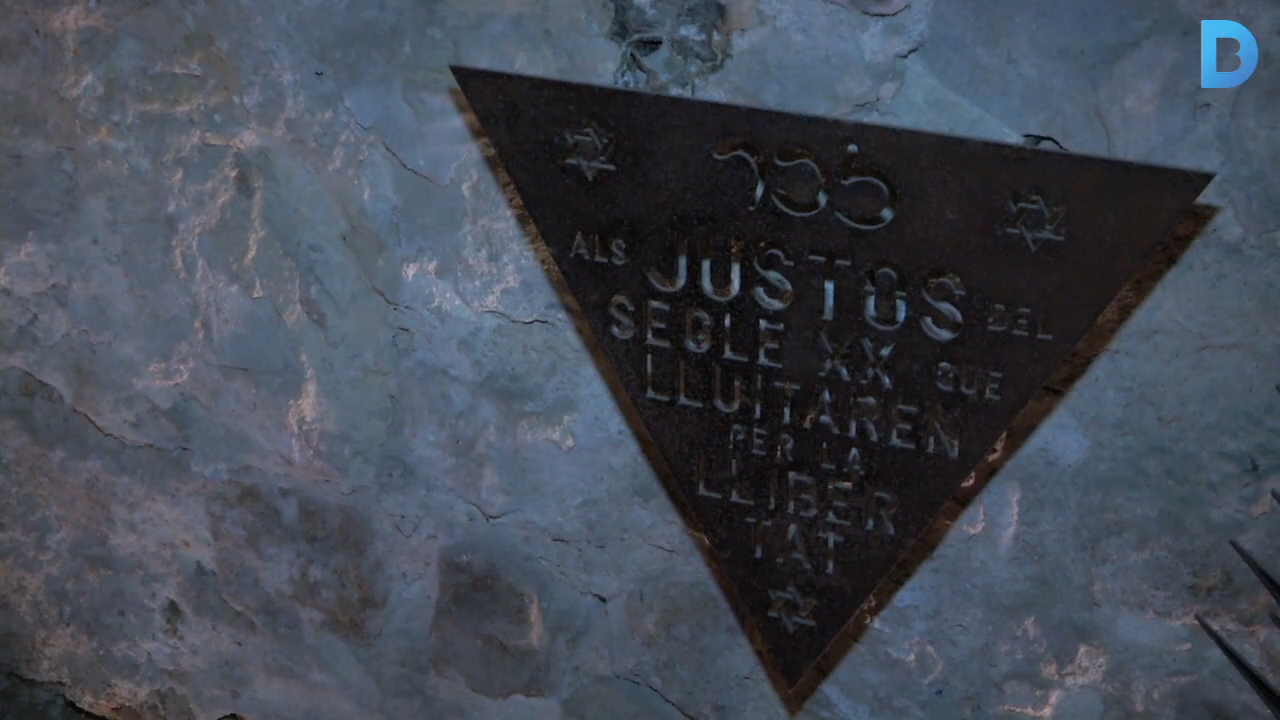 ALS JUSTOS DEL
SEGLE XX QUE
LLUITAREN
PER LA
LLIBER
TAT